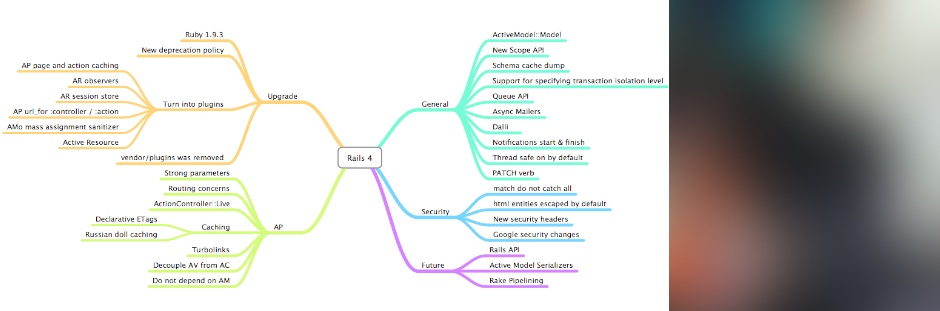 Rails 4
Upgrade
Ruby 1.9.3
New deprecation policy
Turn into plugins
AP page and action caching
AR observers
AR session store
AP url_for :controller / :action
AMo mass assignment sanitizer
Active Resource
vendor/plugins was removed
AP
Strong parameters
Routing concerns
ActionController::Live
Caching
Declarative ETags
Russian doll caching
Turbolinks
Decouple AV from AC
Do not depend on AM
General
ActiveModel::Model
New Scope API
Schema cache dump
Support for specifying transaction isolation level
Queue API
Async Mailers
Dalli
Notifications start & finish
Thread safe on by default
PATCH verb
Security
match do not catch all
html entities escaped by default
New security headers
Google security changes
Future
Rails API
Active Model Serializers
Rake Pipelining